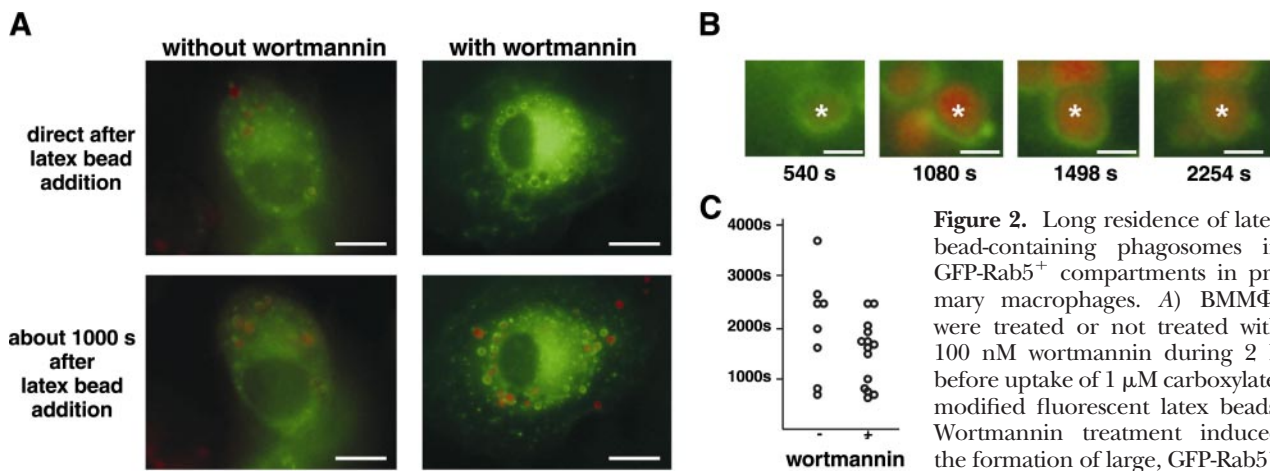 A
without wortmannin
with wortmannin
direct after
latex bead
addition
about 1000 s
after
latex bead
addition
B
* * * *
540 s 1080 s 1498 s 2254 s
C
4000s
3000s
2000s
1000s
- +
wortmannin
Figure 2. Long residence of late
bead-containing phagosomes i
GFP-Rab5+ compartments in pr
mary macrophages. A) BMMΦ
were treated or not treated with
100 nM wortmannin during 2
before uptake of 1 μM carboxylate
modified fluorescent latex beads
Wortmannin treatment induced
the formation of large, GFP-Rab5